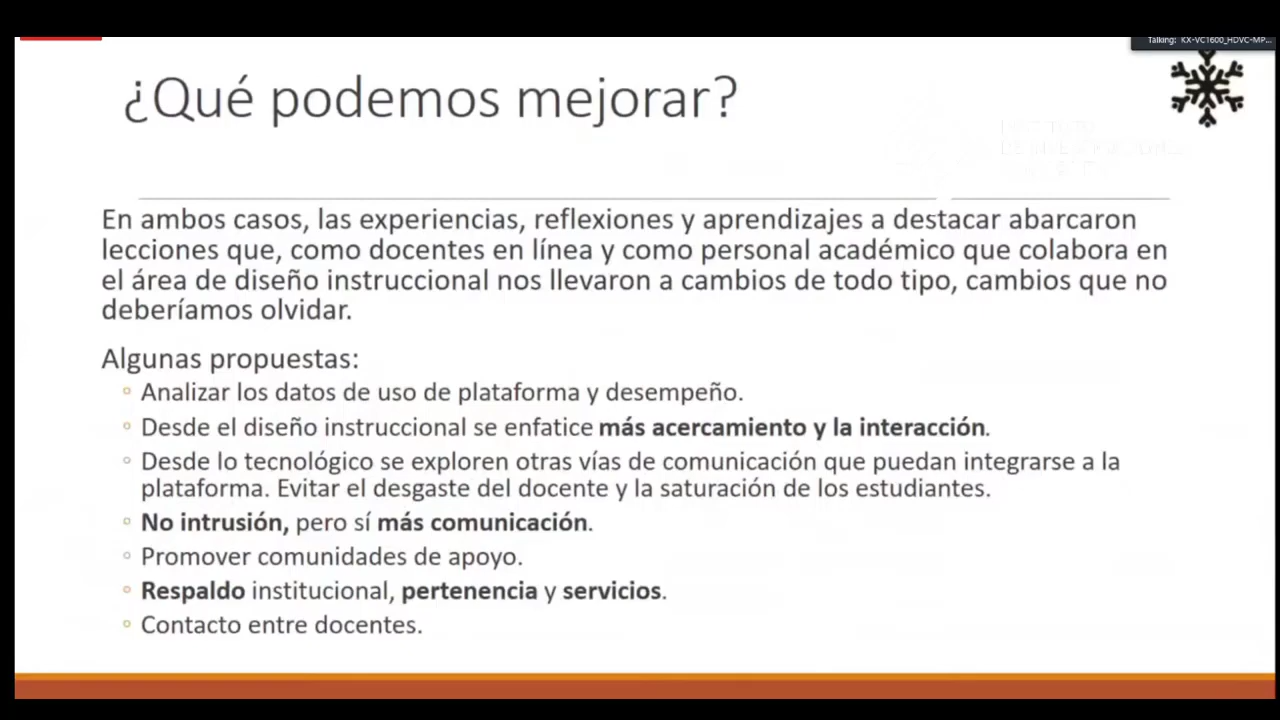 Talking: KX-VC1600_HDVC-MP...
¿Qué podemos mejorar?
En ambos casos, las experiencias, reflexiones y aprendizajes a destacar abarcaron
lecciones que, como docentes en línea y como personal académico que colabora en
el área de diseño instruccional nos llevaron a cambios de todo tipo, cambios que no
deberíamos olvidar.
Algunas propuestas:
Analizar los datos de uso de plataforma y desempeño.
Desde el diseño instruccional se enfatice más acercamiento y la interacción.
Desde lo tecnológico se exploren otras vías de comunicación que puedan integrarse a la
plataforma. Evitar el desgaste del docente y la saturación de los estudiantes.
No intrusión, pero sí más comunicación.
Promover comunidades de apoyo.
Respaldo institucional, pertenencia y servicios.
Contacto entre docentes.